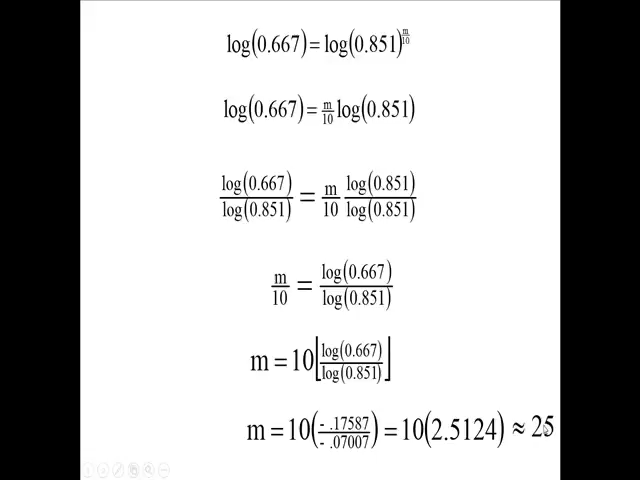 log(0.667) = log(0.851)^(m/10)
log(0.667) = m/10 log(0.851)
log(0.667)/log(0.851) = m/10 log(0.851)/log(0.851)
m/10 = log(0.667)/log(0.851)
m = 10⌊log(0.667)/log(0.851)⌋
m = 10(- .17587/- .07007) = 10(2.5124) ≈ 25